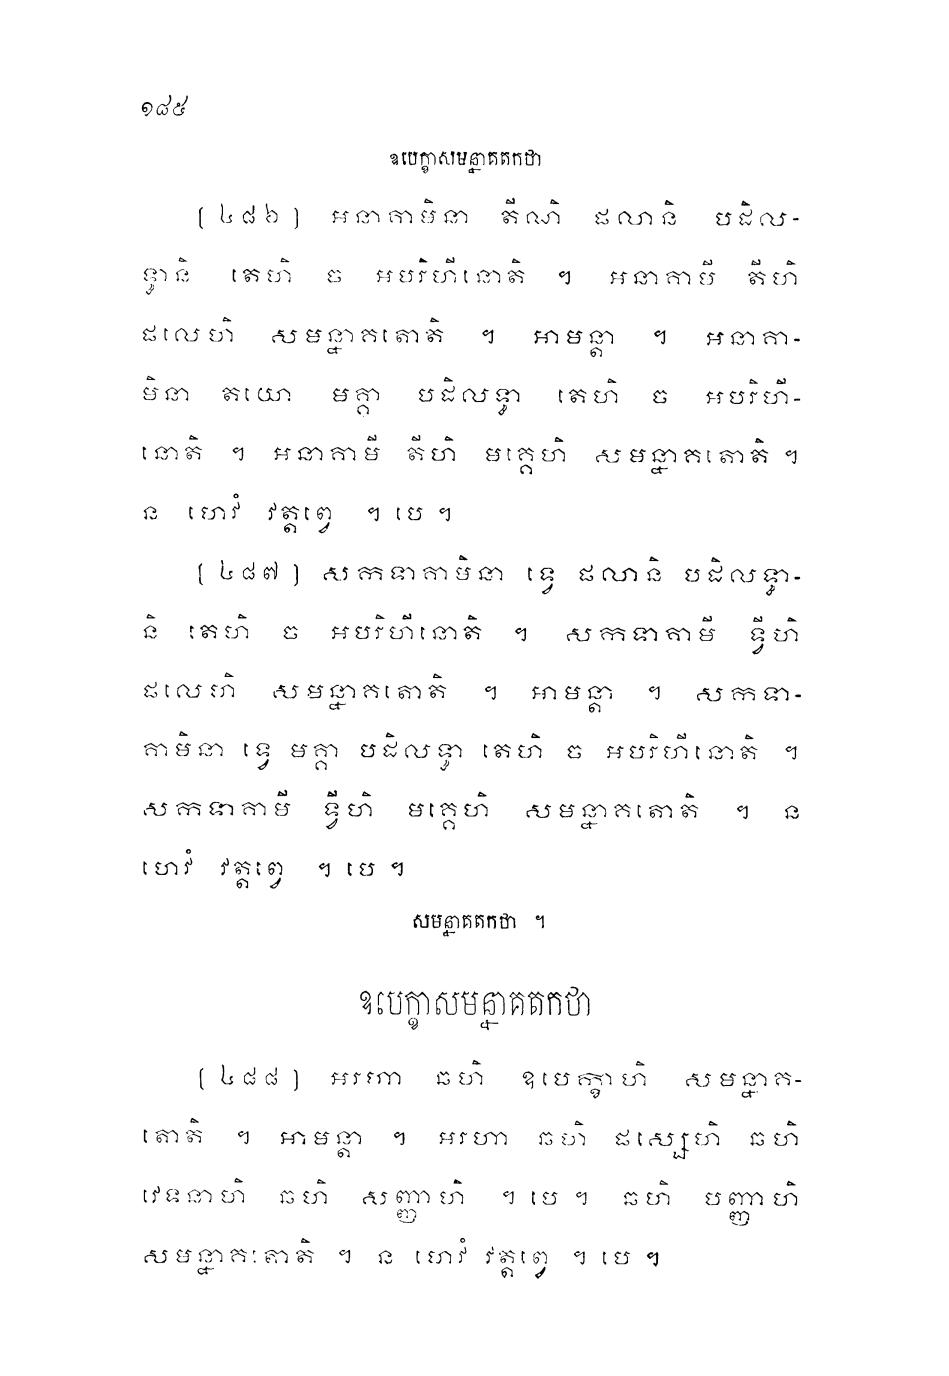 ១៨៥
ឧបេក្ខាសមន្នាគតកថា
[៤៨៦] អនាគាមិនា តីណិ ផលានិ បដិល-
ទ្ធានិ តេហិ ច អបរិហីនោតិ ។ អនាគាមី តីហិ
ផលេហិ សមន្នាគតោតិ ។ អាមន្តា ។ អនាគា-
មិនា តយោ មគ្គា បដិលទ្ធា តេហិ ច អបរិហី-
នោតិ ។ អនាគាមី តីហិ មគ្គេហិ សមន្នាគតោតិ ។
ន ហេវំ វត្តព្វេ ។ បេ ។
[៤៨៧] សកទាគាមិនា ទ្វេ ផលានិ បដិលទ្ធា-
និ តេហិ ច អបរិហីនោតិ ។ សកទាគាមី ទ្វីហិ
ផលេហិ សមន្នាគតោតិ ។ អាមន្តា ។ សកទា-
គាមិនា ទ្វេ មគ្គា បដិលទ្ធា តេហិ ច អបរិហីនោតិ ។
សកទាគាមី ទ្វីហិ មគ្គេហិ សមន្នាគតោតិ ។ ន
ហេវំ វត្តព្វេ ។ បេ ។
សមន្នាគតកថា ។
ឧបេក្ខាសមន្នាគតកថា
[៤៨៨] អរហា ឆហិ ឧបេក្ខាហិ សមន្នាគ-
តោតិ ។ អាមន្តា ។ អរហា ឆហិ ផស្សេហិ ឆហិ
វេទនាហិ ឆហិ សញ្ញាហិ ។ បេ ។ ឆហិ បញ្ញាហិ
សមន្នាគតោតិ ។ ន ហេវំ វត្តព្វេ ។ បេ ។